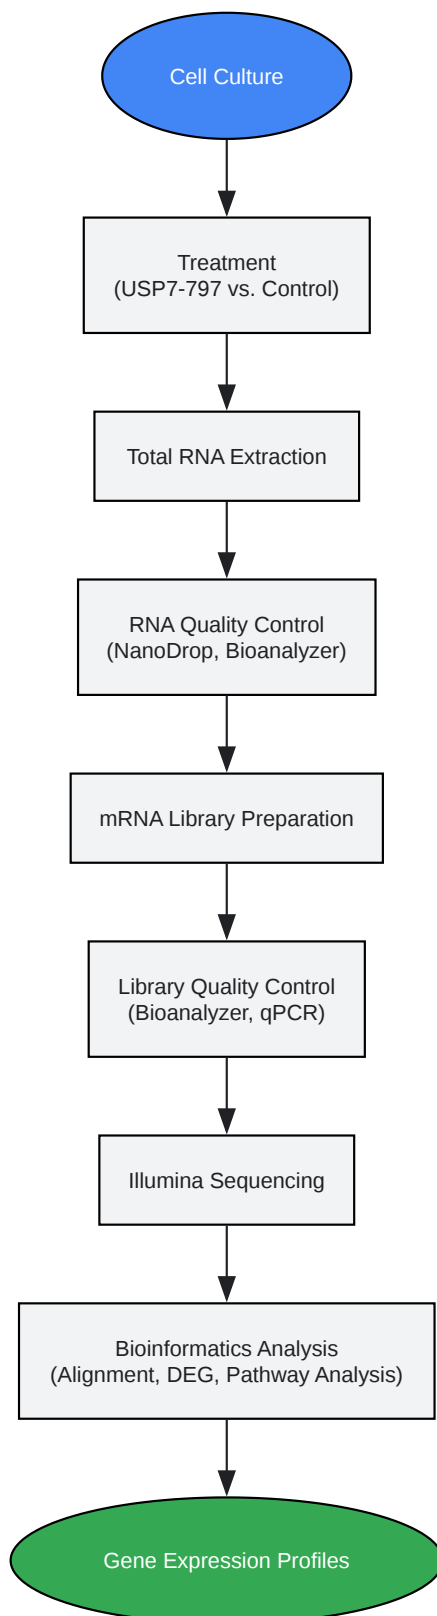 Cell Culture
Treatment
(USP7-797 vs. Control)
Total RNA Extraction
RNA Quality Control
(NanoDrop, Bioanalyzer)
mRNA Library Preparation
Library Quality Control
(Bioanalyzer, qPCR)
Illumina Sequencing
Bioinformatics Analysis
(Alignment, DEG, Pathway Analysis)
Gene Expression Profiles